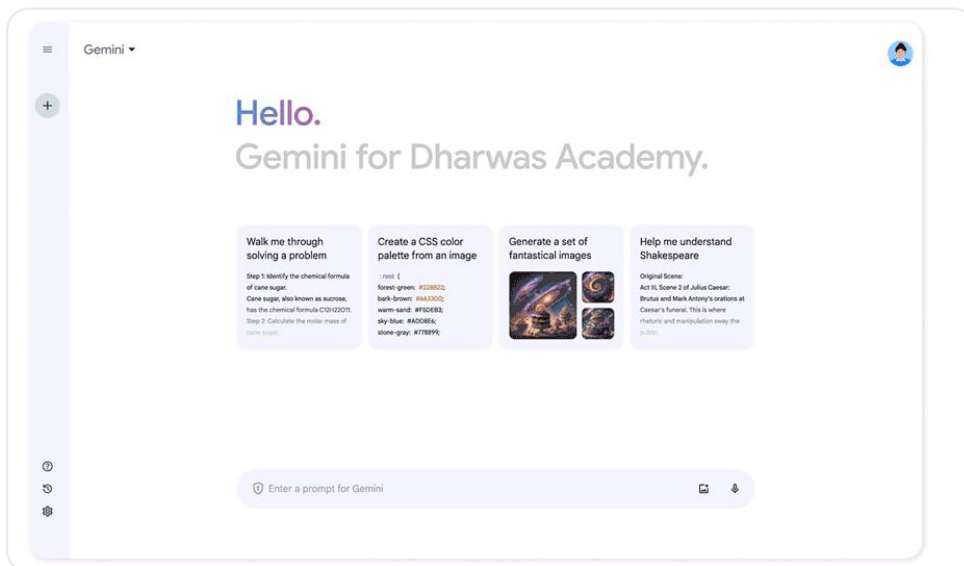 Gemini
Hello.
Gemini for Dharwas Academy.
Walk me through
solving a problem
Step 1: Identify the chemical formula
of cane sugar.
Cane sugar, also known as sucrose,
has the chemical formula C12H22O11.
Step 2: Calculate the molar mass of
cane sugar.
Create a CSS color
palette from an image
:root {
forest-green: #228B22;
bark-brown: #663300;
warm-sand: #F5DEB3;
sky-blue: #ADD8E6;
stone-gray: #778899;
Generate a set of
fantastical images
Help me understand
Shakespeare
Original Scene:
Act III, Scene 2 of Julius Caesar:
Brutus and Mark Antony's orations at
Caesar's funeral. This is where
rhetoric and manipulation sway the
public.
Enter a prompt for Gemini